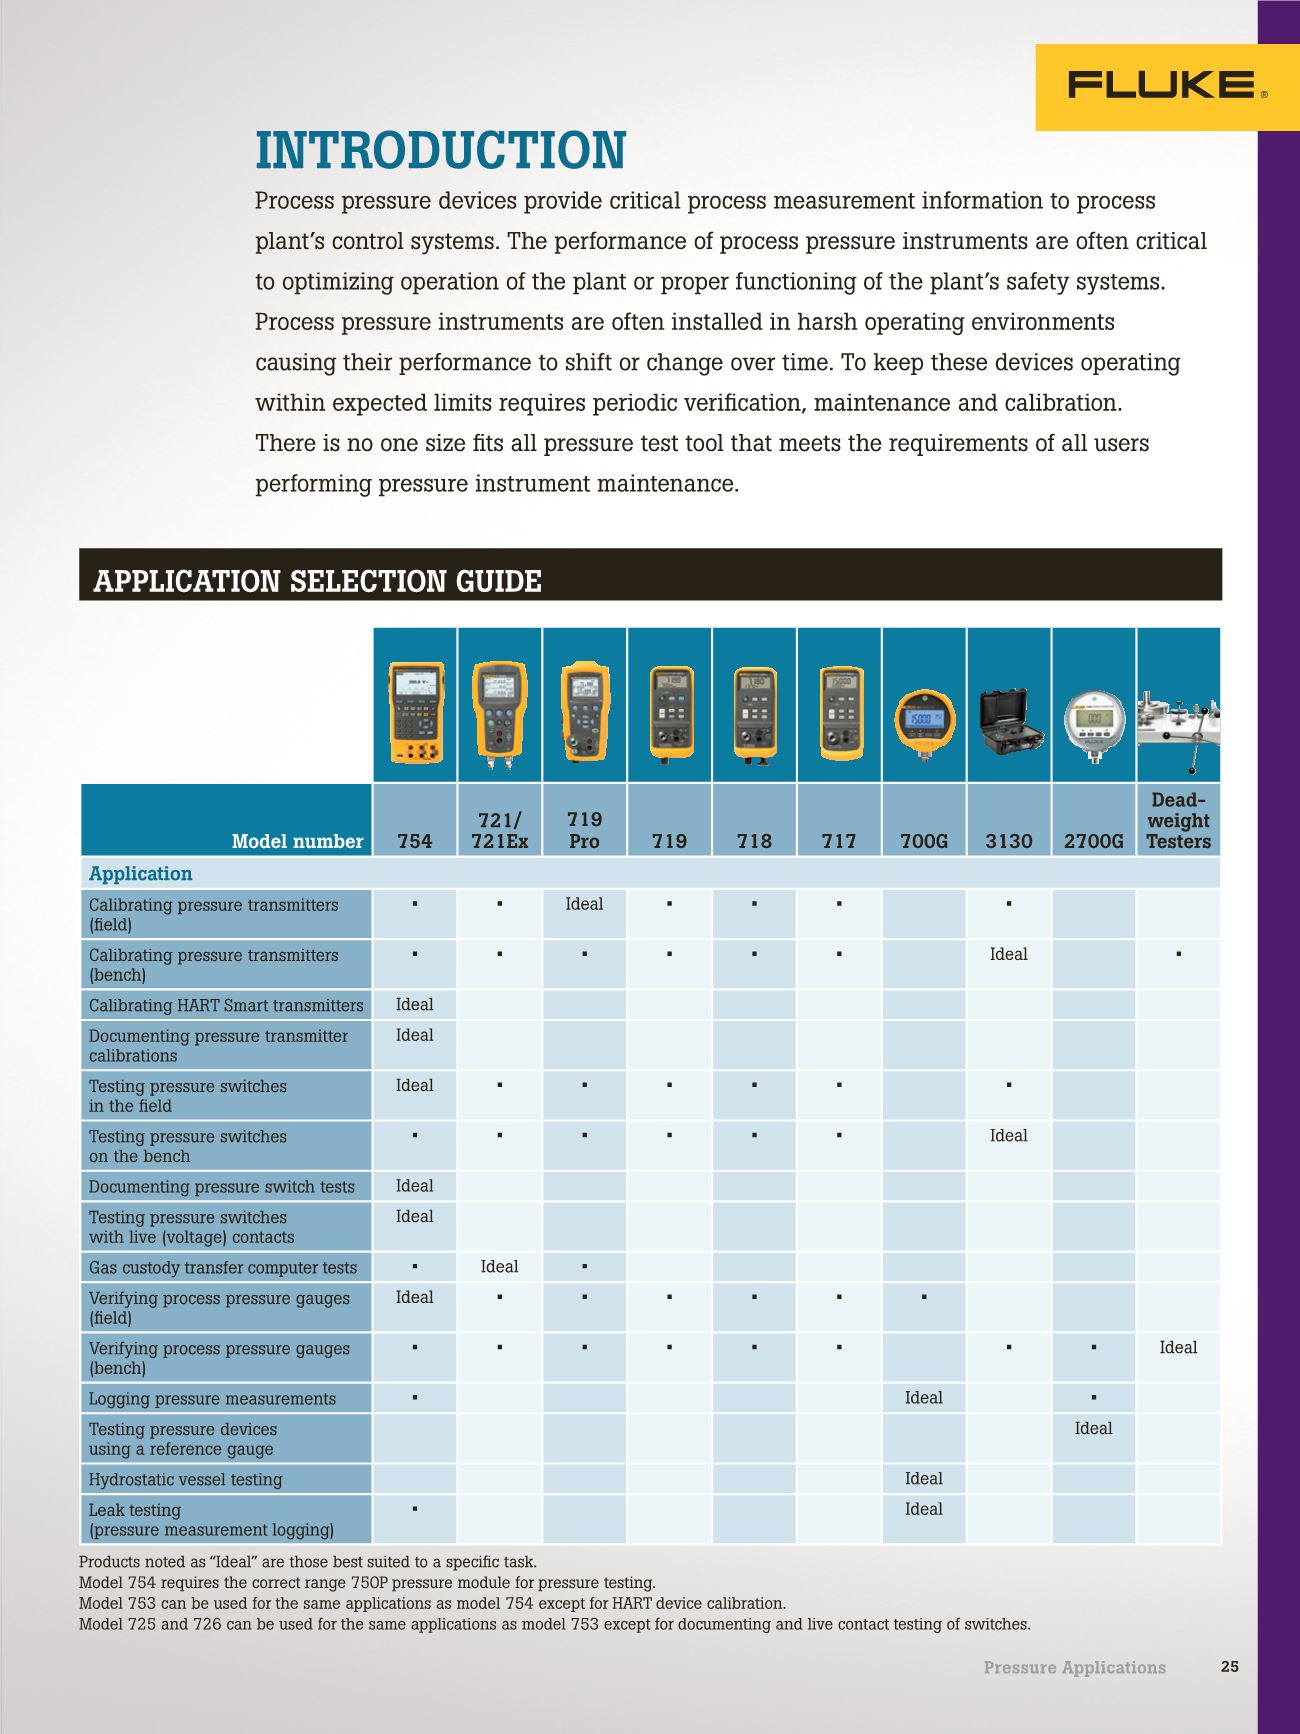 FLUKE®
INTRODUCTION
Process pressure devices provide critical process measurement information to process
plant’s control systems. The performance of process pressure instruments are often critical
to optimizing operation of the plant or proper functioning of the plant’s safety systems.
Process pressure instruments are often installed in harsh operating environments
causing their performance to shift or change over time. To keep these devices operating
within expected limits requires periodic verification, maintenance and calibration.
There is no one size fits all pressure test tool that meets the requirements of all users
performing pressure instrument maintenance.
APPLICATION SELECTION GUIDE
Model number 754 721/ 721Ex 719 Pro 719 718 717 700G 3130 2700G Dead- weight Testers
Application
Calibrating pressure transmitters ▪ ▪ Ideal ▪ ▪ ▪ ▪
(field)
Calibrating pressure transmitters ▪ ▪ ▪ ▪ ▪ ▪ Ideal ▪
(bench)
Calibrating HART Smart transmitters Ideal
Documenting pressure transmitter Ideal
calibrations
Testing pressure switches Ideal ▪ ▪ ▪ ▪ ▪ ▪
in the field
Testing pressure switches ▪ ▪ ▪ ▪ ▪ ▪ Ideal
on the bench
Documenting pressure switch tests Ideal
Testing pressure switches Ideal
with live (voltage) contacts
Gas custody transfer computer tests ▪ Ideal ▪
Verifying process pressure gauges Ideal ▪ ▪ ▪ ▪ ▪ ▪
(field)
Verifying process pressure gauges ▪ ▪ ▪ ▪ ▪ ▪ ▪ ▪ Ideal
(bench)
Logging pressure measurements ▪ Ideal ▪
Testing pressure devices Ideal
using a reference gauge
Hydrostatic vessel testing Ideal
Leak testing ▪ Ideal
(pressure measurement logging)
Products noted as “Ideal” are those best suited to a specific task.
Model 754 requires the correct range 750P pressure module for pressure testing.
Model 753 can be used for the same applications as model 754 except for HART device calibration.
Model 725 and 726 can be used for the same applications as model 753 except for documenting and live contact testing of switches.
Pressure Applications 25